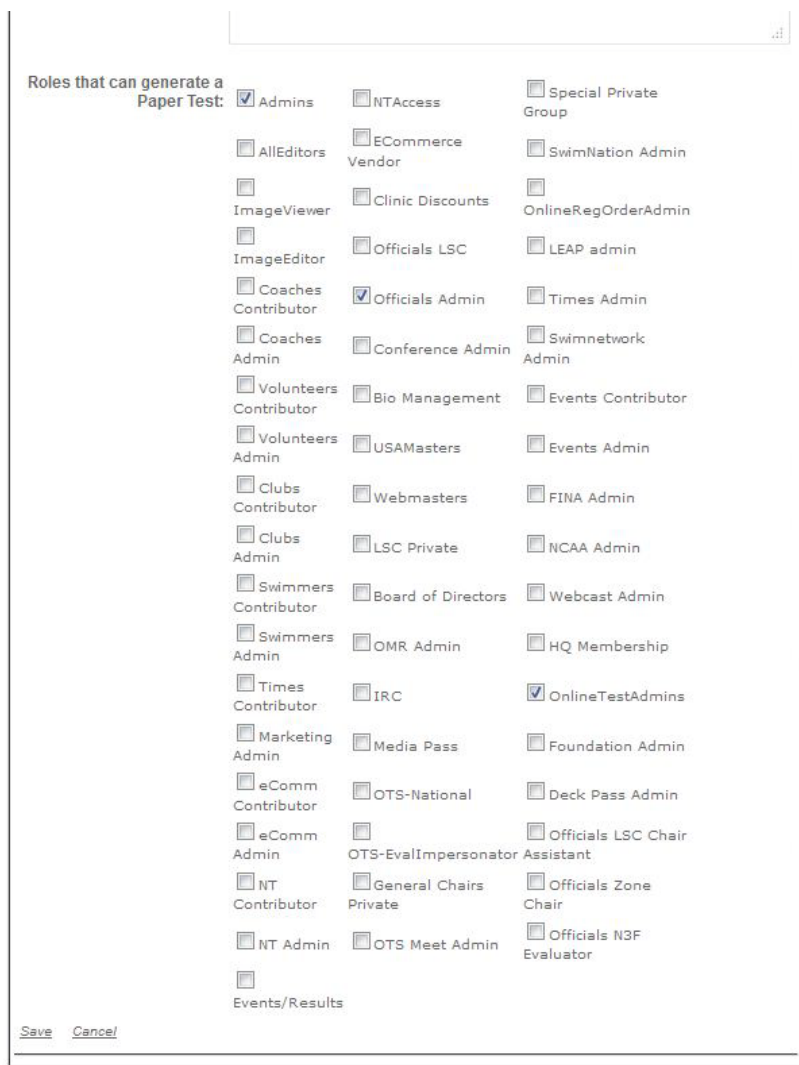 Roles that can generate a
Paper Test:
Admins NTAccess Special Private
Group
AllEditors ECommerce
Vendor SwimNation Admin
ImageViewer Clinic Discounts OnlineRegOrderAdmin
ImageEditor Officials LSC LEAP admin
Coaches
Contributor Officials Admin Times Admin
Coaches
Admin Conference Admin Swimnetwork
Admin
Volunteers
Contributor Bio Management Events Contributor
Volunteers
Admin USAMasters Events Admin
Clubs
Contributor Webmasters FINA Admin
Clubs
Admin LSC Private NCAA Admin
Swimmers
Contributor Board of Directors Webcast Admin
Swimmers
Admin OMR Admin HQ Membership
Times
Contributor IRC OnlineTestAdmins
Marketing
Admin Media Pass Foundation Admin
eComm
Contributor OTS-National Deck Pass Admin
eComm
Admin OTS-EvalImpersonator Officials LSC Chair
Assistant
NT
Contributor General Chairs
Private Officials Zone
Chair
NT Admin OTS Meet Admin Officials N3F
Evaluator
Events/Results
Save Cancel